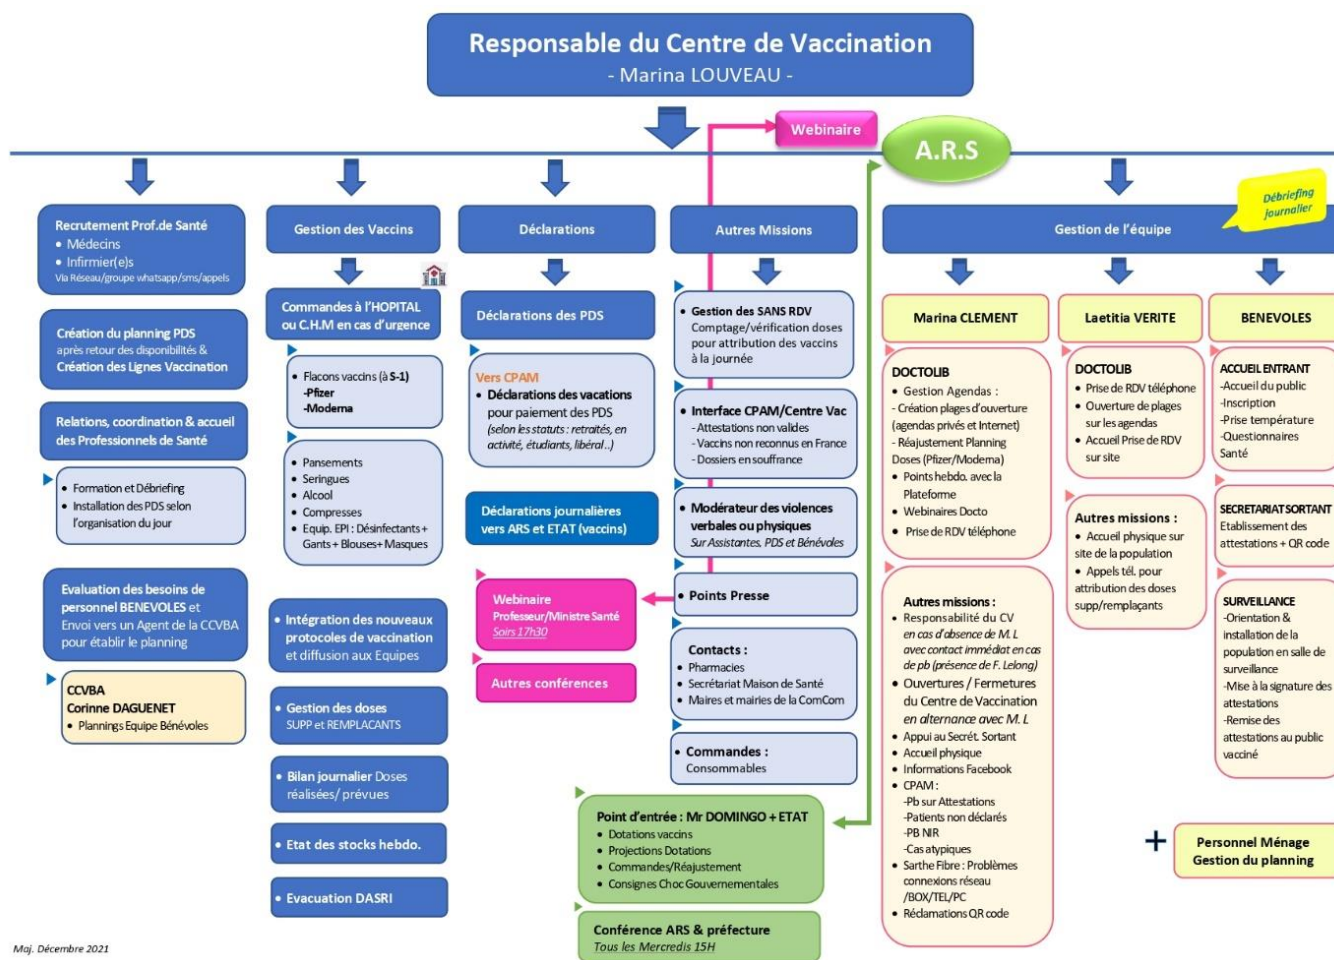 Responsable du Centre de Vaccination
- Marina LOUVEAU -
Webinaire
A.R.S
Débriefing
journalier
Recrutement Prof.de Santé
• Médecins
• Infirmier(e)s
Via Réseau/groupe whatsapp/sms/appels
Création du planning PDS
après retour des disponibilités &
Création des Lignes Vaccination
Relations, coordination & accueil
des Professionnels de Santé
• Formation et Débriefing
• Installation des PDS selon
l'organisation du jour
Evaluation des besoins de
personnel BENEVOLES et
Envoi vers un Agent de la CCVBA
pour établir le planning
CCVBA
Corinne DAGUENET
• Plannings Equipe Bénévoles
Gestion des Vaccins
Commandes à l'HOPITAL
ou C.H.M en cas d'urgence
• Flacons vaccins (à S-1)
-Pfizer
-Moderna
• Pansements
• Seringues
• Alcool
• Compresses
• Equip. EPI : Désinfectants +
Gants + Blouses+ Masques
• Intégration des nouveaux
protocoles de vaccination
et diffusion aux Equipes
• Gestion des doses
SUPP et REMPLACANTS
• Bilan journalier Doses
réalisées/ prévues
• Etat des stocks hebdo.
• Evacuation DASRI
Déclarations
Déclarations des PDS
Vers CPAM
• Déclarations des vacations
pour paiement des PDS
(selon les statuts : retraités, en
activité, étudiants, libéral ..)
Déclarations journalières
vers ARS et ETAT (vaccins)
Webinaire
Professeur/Ministre Santé
Soirs 17h30
Autres conférences
Autres Missions
• Gestion des SANS RDV
Comptage/vérification doses
pour attribution des vaccins
à la journée
• Interface CPAM/Centre Vac
- Attestations non valides
- Vaccins non reconnus en France
- Dossiers en souffrance
• Modérateur des violences
verbales ou physiques
Sur Assistantes, PDS et Bénévoles
• Points Presse
Contacts :
• Pharmacies
• Secrétariat Maison de Santé
• Maires et mairies de la ComCom
• Commandes :
Consommables
Point d'entrée : Mr DOMINGO + ETAT
• Dotations vaccins
• Projections Dotations
• Commandes/Réajustement
• Consignes Choc Gouvernementales
Conférence ARS & préfecture
Tous les Mercredis 15H
Gestion de l'équipe
Marina CLEMENT
DOCTOLIB
• Gestion Agendas :
- Création plages d'ouverture
(agendas privés et Internet)
- Réajustement Planning
Doses (Pfizer/Moderna)
• Points hebdo. avec la
Plateforme
• Webinaires Docto
• Prise de RDV téléphone
Autres missions :
• Responsabilité du CV
en cas d'absence de M. L
avec contact immédiat en cas
de pb (présence de F. Lelong)
• Ouvertures / Fermetures
du Centre de Vaccination
en alternance avec M. L
• Appui au Secrét. Sortant
• Accueil physique
• Informations Facebook
• CPAM :
-Pb sur Attestations
-Patients non déclarés
-PB NIR
-Cas atypiques
• Sarthe Fibre : Problèmes
connexions réseau
/BOX/TEL/PC
• Réclamations QR code
Laetitia VERITE
DOCTOLIB
• Prise de RDV téléphone
• Ouverture de plages
sur les agendas
• Accueil Prise de RDV
sur site
Autres missions :
• Accueil physique sur
site de la population
• Appels tél. pour
attribution des doses
supp/remplaçants
BENEVOLES
ACCUEIL ENTRANT
-Accueil du public
-Inscription
-Prise température
-Questionnaires
Santé
SECRETARIAT SORTANT
Etablissement des
attestations + QR code
SURVEILLANCE
-Orientation &
installation de la
population en salle de
surveillance
-Mise à la signature des
attestations
-Remise des
attestations au public
vacciné
+
Personnel Ménage
Gestion du planning
Maj. Décembre 2021